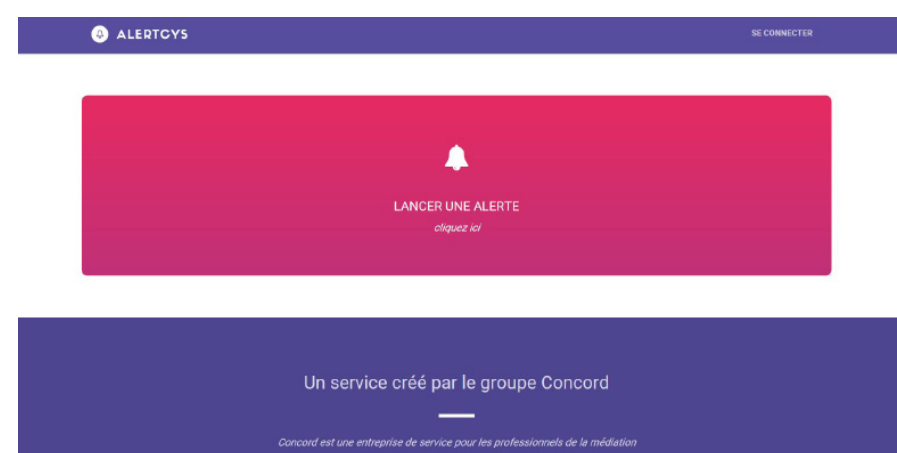 ALERTCYS
SE CONNECTER
LANCER UNE ALERTE
cliquez ici
Un service créé par le groupe Concord
Concord est une entreprise de service pour les professionnels de la médiation